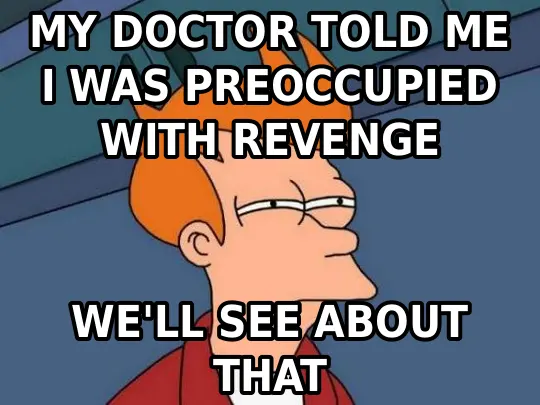 MY DOCTOR TOLD ME
I WAS PREOCCUPIED
WITH REVENGE
WE'LL SEE ABOUT
THAT